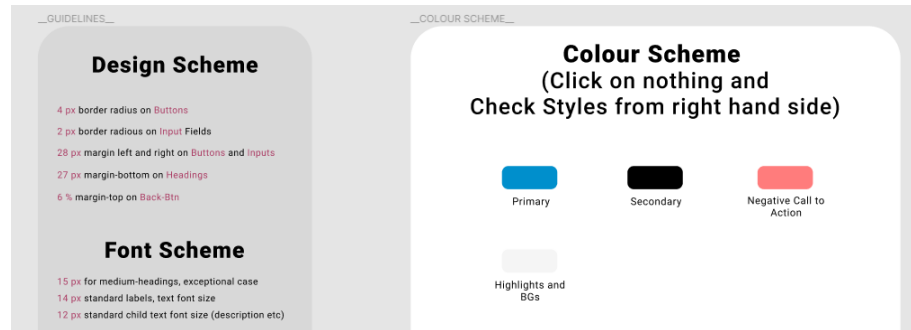 __GUIDELINES__
Design Scheme
4 px border radius on Buttons
2 px border radious on Input Fields
28 px margin left and right on Buttons and Inputs
27 px margin-bottom on Headings
6 % margin-top on Back-Btn
Font Scheme
15 px for medium-headings, exceptional case
14 px standard labels, text font size
12 px standard child text font size (description etc)
__COLOUR SCHEME__
Colour Scheme
(Click on nothing and
Check Styles from right hand side)
Primary
Secondary
Negative Call to
Action
Highlights and
BGs